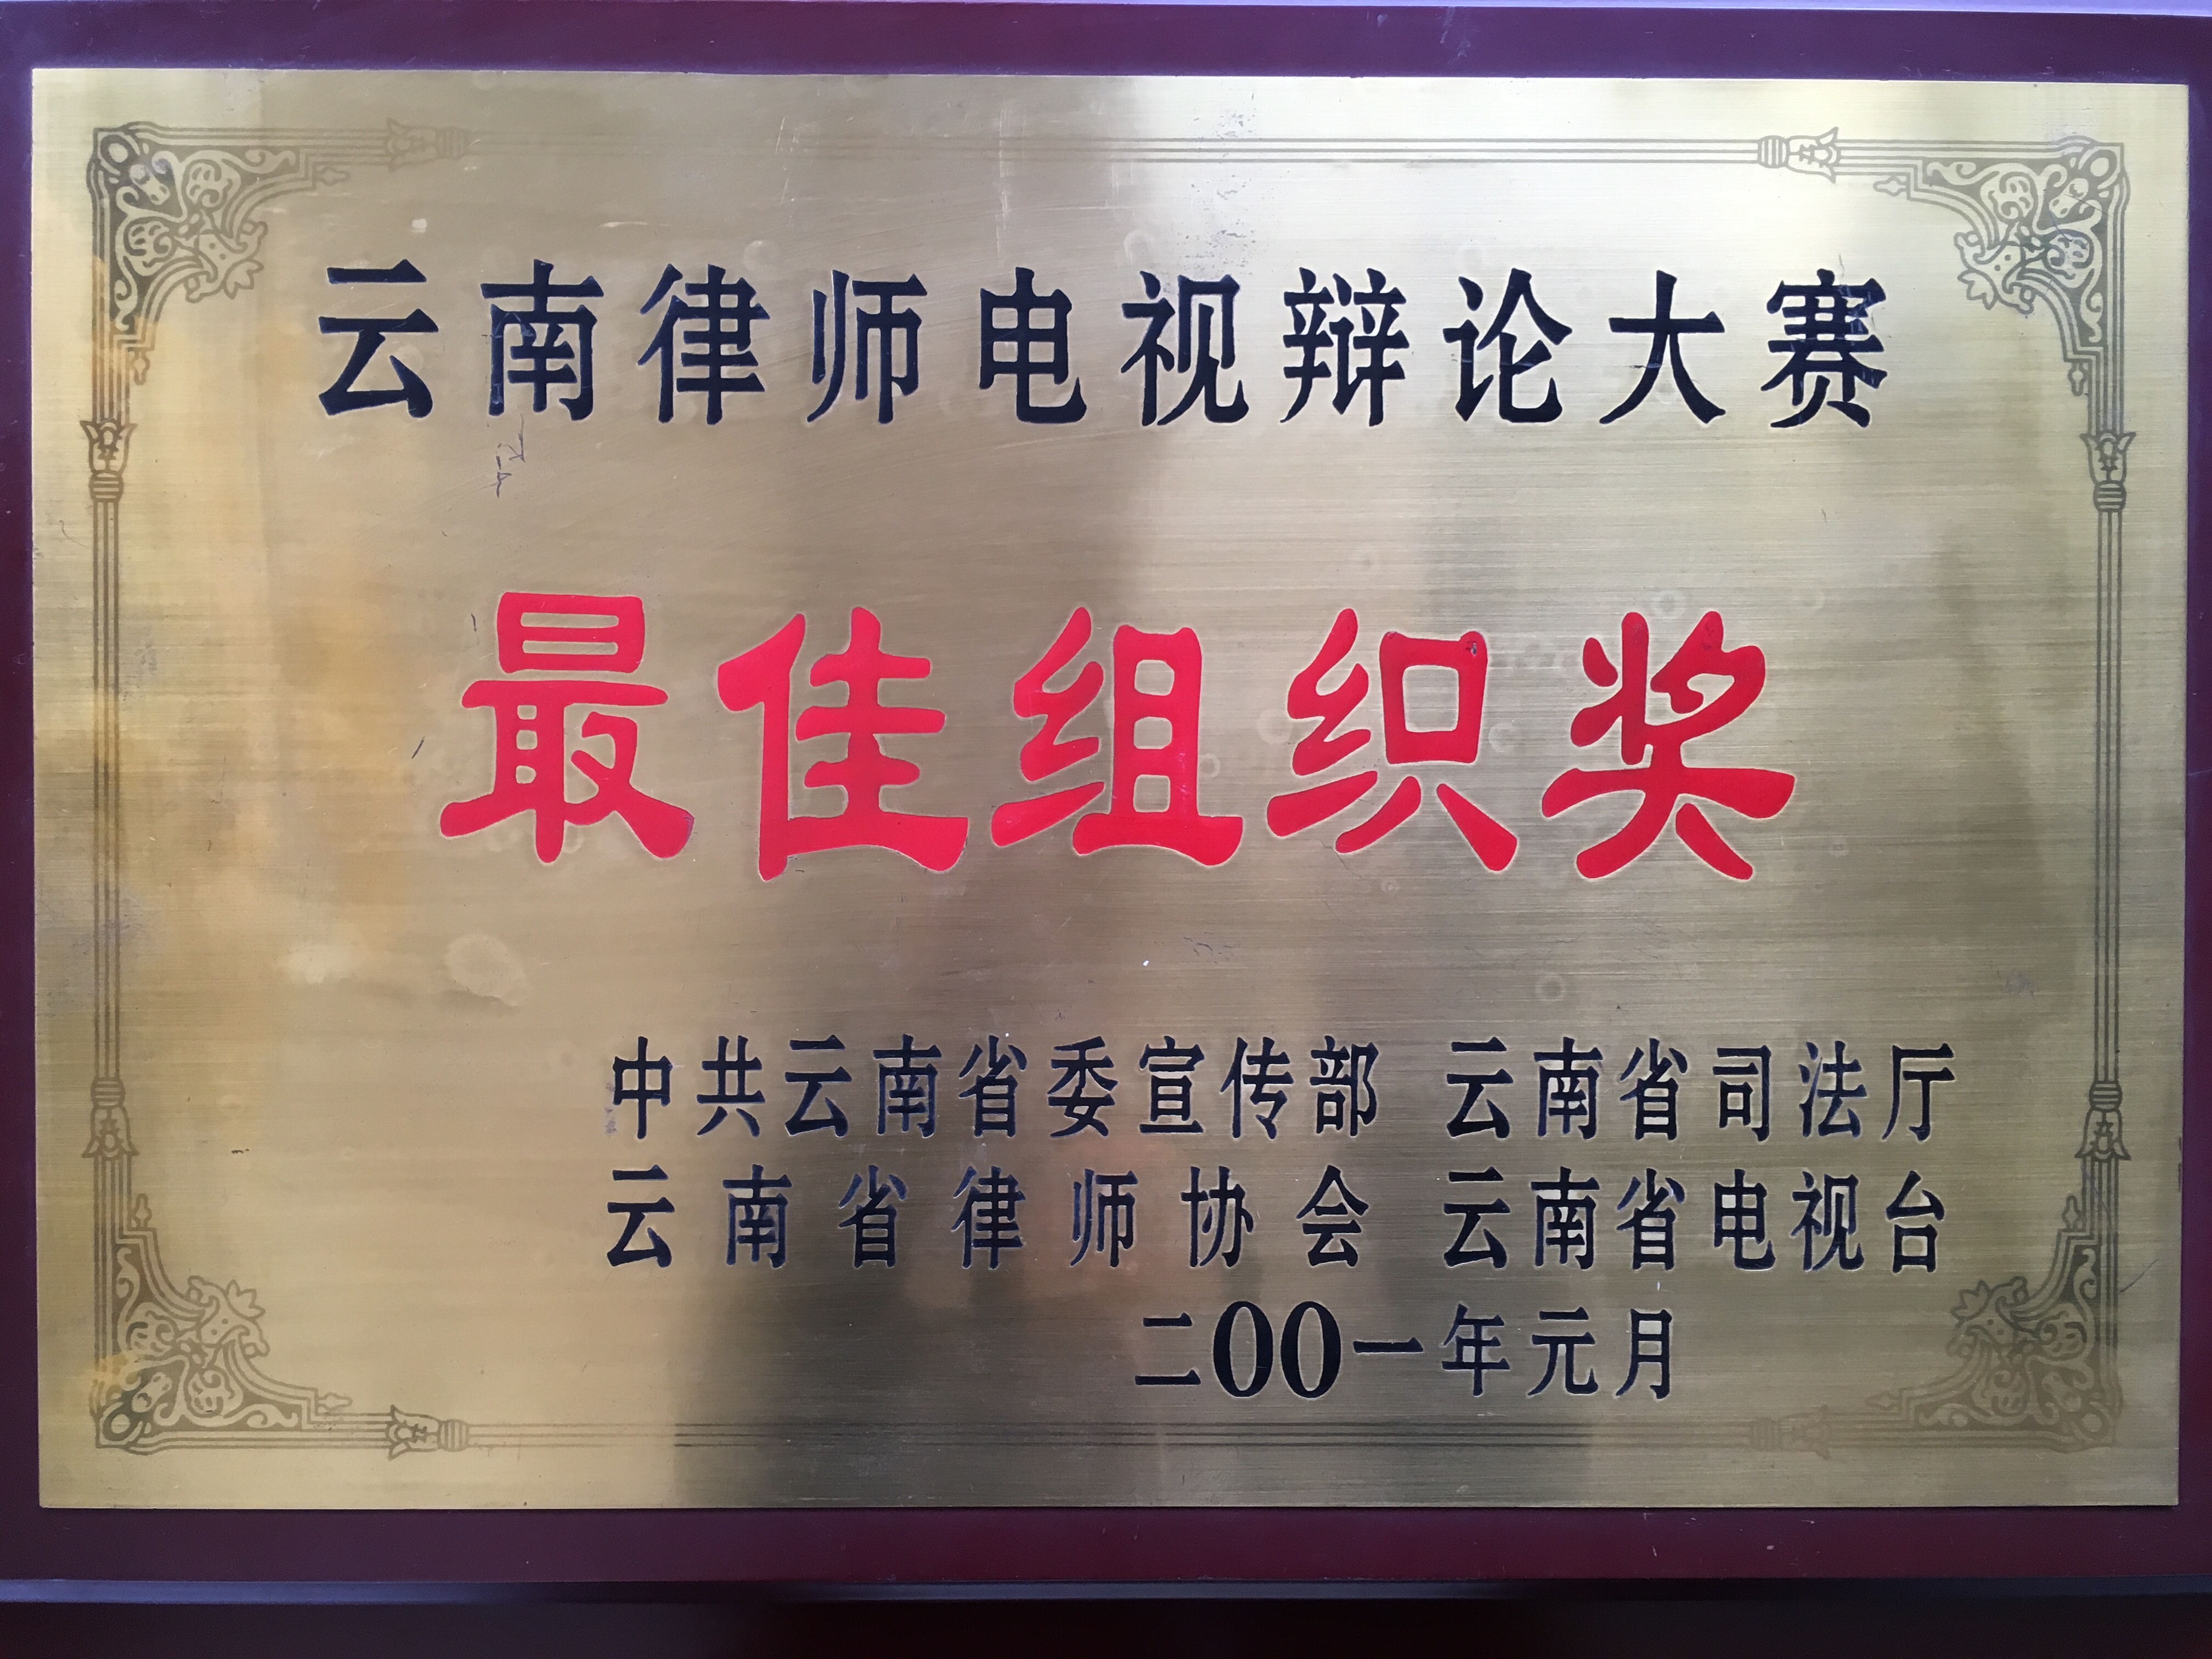 云南律师电视辩论大赛
最佳组织奖
中共云南省委宣传部 云南省司法厅
云南省律师协会 云南省电视台
二00一年元月